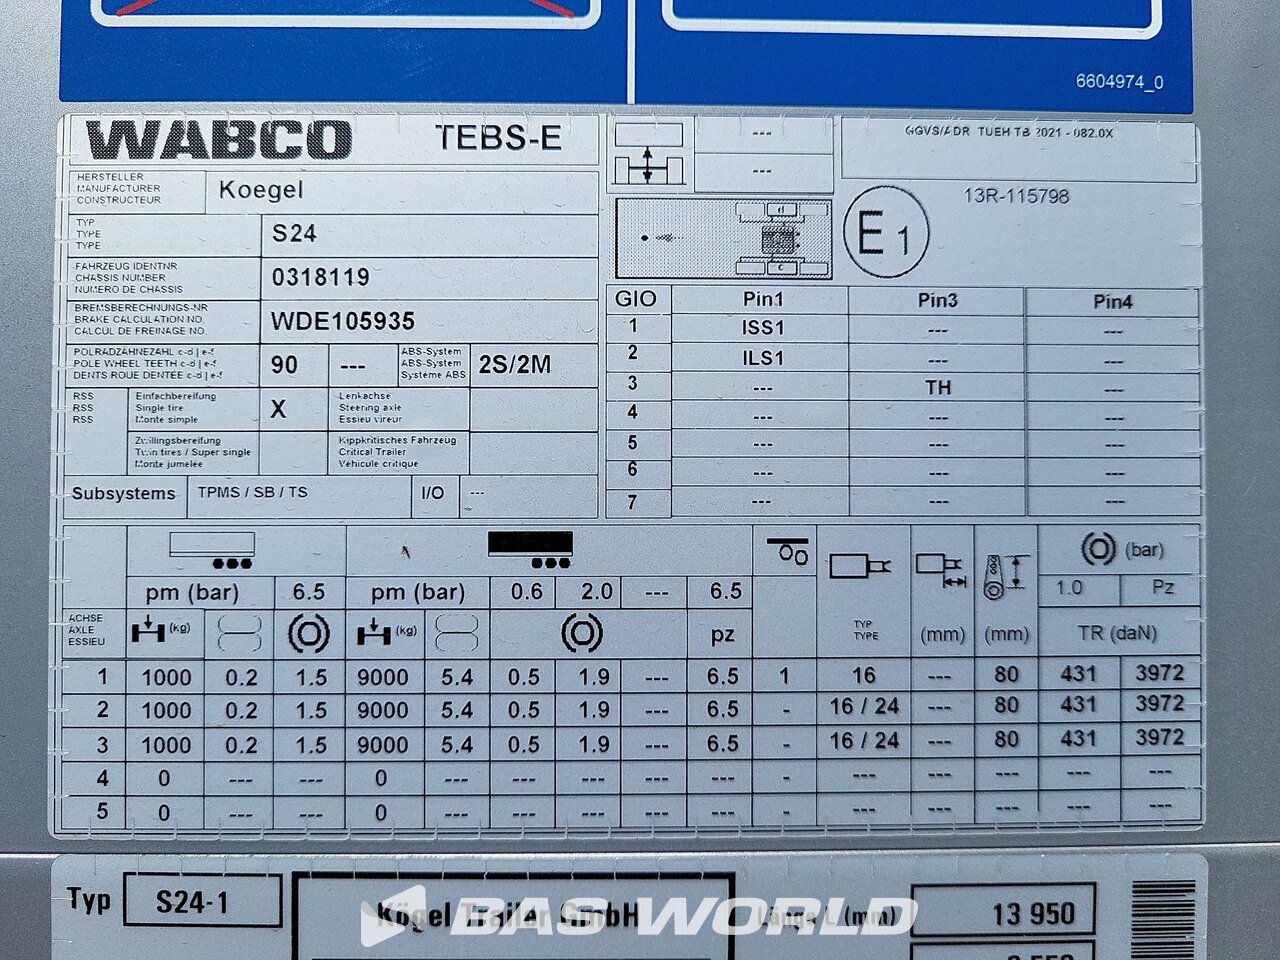 6604974_0
WABCO TEBS-E
HERSTELLER
MANUFACTURER
CONSTRUCTEUR
Koegel
TYP
TYPE
TYPE
S24
FAHRZEUG IDENTNR
CHASSIS NUMBER
NUMERO DE CHASSIS
0318119
BREMSBERECHNUNGS-NR
BRAKE CALCULATION NO.
CALCUL DE FREINAGE NO.
WDE105935
POLRADZÄHNEZAHL c-d | e-f
POLE WHEEL TEETH c-d | e-f
DENTS ROUE DENTEE c-d | e-f
90 ---
ABS-System
ABS-System
Système ABS
2S/2M
RSS
RSS
RSS
Einfachbereifung
Single tire
Monte simple
X
Lenkachse
Steering axle
Essieu vireur
Zwillingsbereifung
Twin tires / Super single
Monte jumelée
Kippkritisches Fahrzeug
Critical Trailer
Véhicule critique
Subsystems TPMS / SB / TS I/O ---
---
---
GGVS/ADR TUEH TB 2021 - 082.0X
13R-115798
E1
d
c
GIO Pin1 Pin3 Pin4
1 ISS1 --- ---
2 ILS1 --- ---
3 --- TH ---
4 --- --- ---
5 --- --- ---
6 --- --- ---
7 --- --- ---
(bar)
pm (bar) 6.5 pm (bar) 0.6 2.0 --- 6.5 1.0 Pz
ACHSE
AXLE
ESSIEU
(kg) (kg) pz
TYP
TYPE
(mm) (mm) TR (daN)
1 1000 0.2 1.5 9000 5.4 0.5 1.9 --- 6.5 1 16 --- 80 431 3972
2 1000 0.2 1.5 9000 5.4 0.5 1.9 --- 6.5 - 16 / 24 --- 80 431 3972
3 1000 0.2 1.5 9000 5.4 0.5 1.9 --- 6.5 - 16 / 24 --- 80 431 3972
4 0 --- --- 0 --- --- --- --- --- - --- --- --- --- ---
5 0 --- --- 0 --- --- --- --- --- - --- --- --- --- ---
Typ S24-1 Kögel Trailer GmbH Länge L (mm) 13 950
BAS WORLD